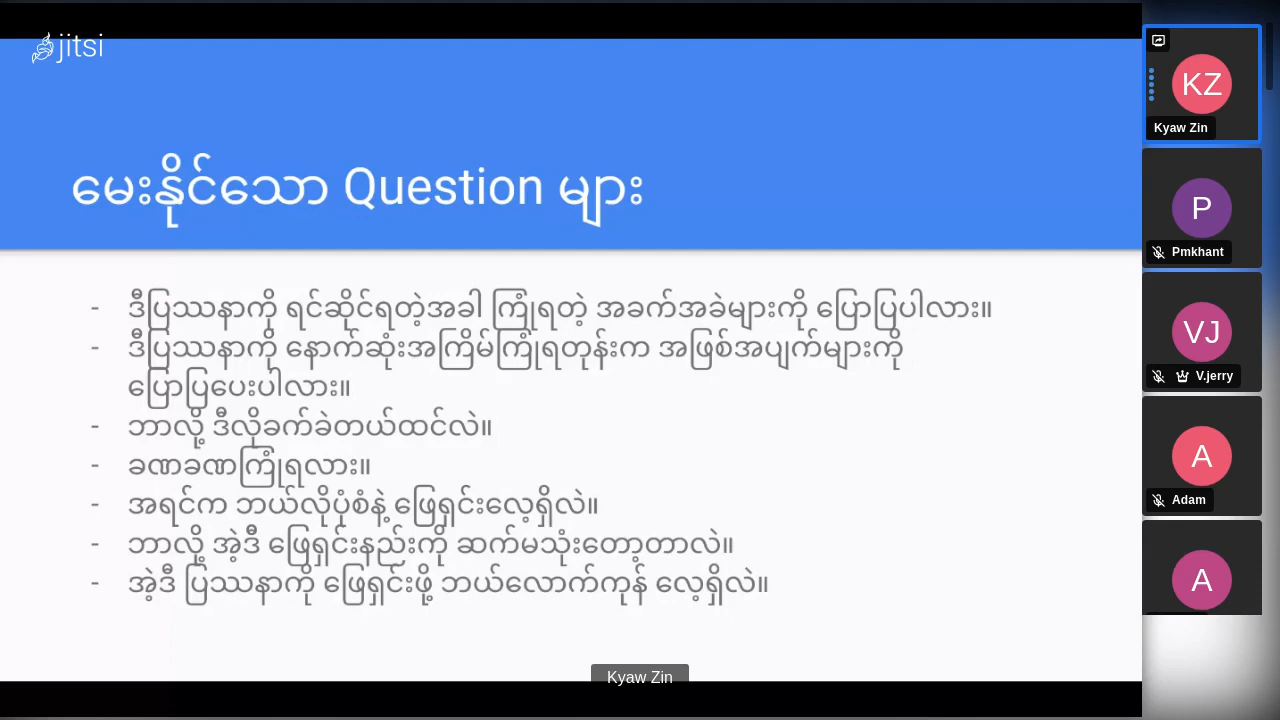 jitsi
မေးနိုင်သော Question များ
- ဒီပြဿနာကို ရင်ဆိုင်ရတဲ့အခါ ကြုံရတဲ့ အခက်အခဲများကို ပြောပြပါလား။
- ဒီပြဿနာကို နောက်ဆုံးအကြိမ်ကြုံရတုန်းက အဖြစ်အပျက်များကို
ပြောပြပေးပါလား။
- ဘာလို့ ဒီလိုခက်ခဲတယ်ထင်လဲ။
- ခဏခဏကြုံရလား။
- အရင်က ဘယ်လိုပုံစံနဲ့ ဖြေရှင်းလေ့ရှိလဲ။
- ဘာလို့ အဲ့ဒီ ဖြေရှင်းနည်းကို ဆက်မသုံးတော့တာလဲ။
- အဲ့ဒီ ပြဿနာကို ဖြေရှင်းဖို့ ဘယ်လောက်ကုန် လေ့ရှိလဲ။
Kyaw Zin
KZ
Kyaw Zin
P
Pmkhant
VJ
V.jerry
A
Adam
A